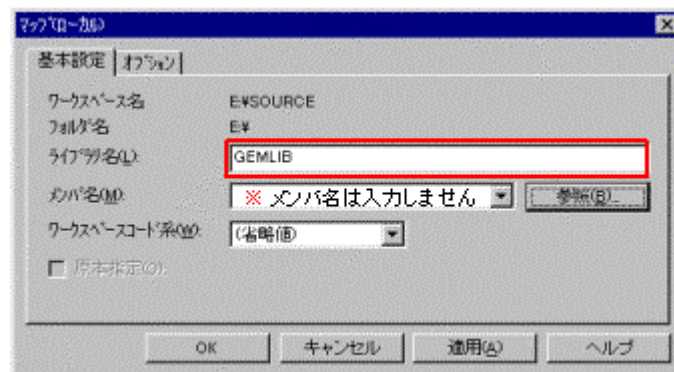 マップ(ローカル)
基本設定 オプション
ワークスペース名 E¥SOURCE
フォルダ名 E¥
ライブラリ名(L): GEMLIB
メンバ名(M): ※ メンバ名は入力しません 参照(B)...
ワークスペースコード系(W): (省略値)
原本指定(O):
OK キャンセル 適用(A) ヘルプ